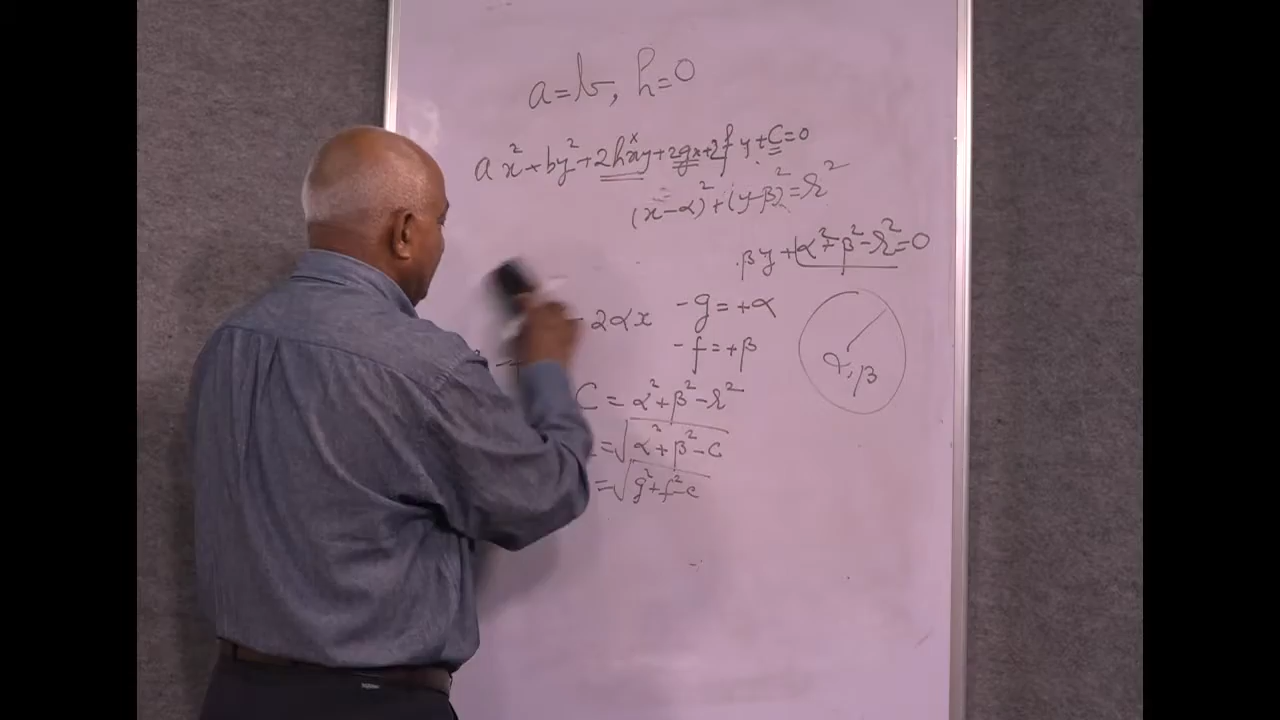 a=b, h=0
ax²+by²+2hxy+2gx+2fy+c=0
(x-α)²+(y-β)²=r²
βy+α²+β²-r²=0
-2αx -g=+α
-f=+β
C=α²+β²-r²
=√α²+β²-c
=√g²+f²-c
α,β